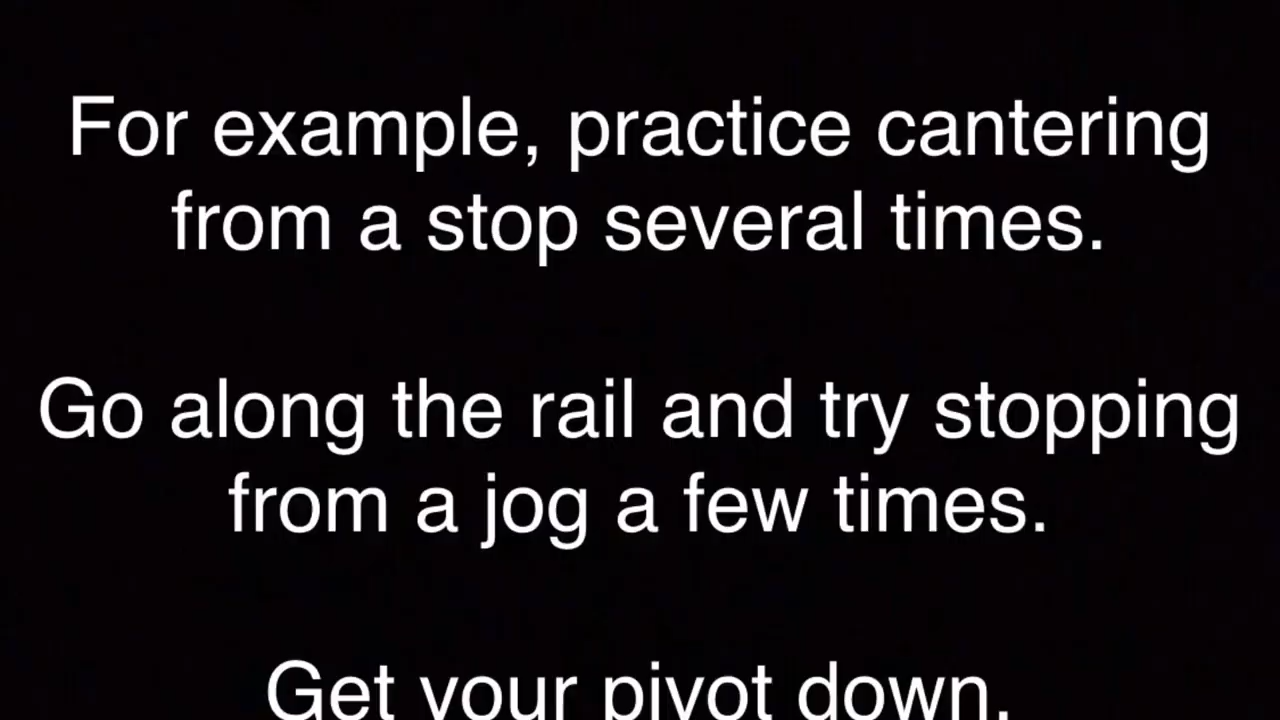 For example, practice cantering
from a stop several times.
Go along the rail and try stopping
from a jog a few times.
Get your pivot down.